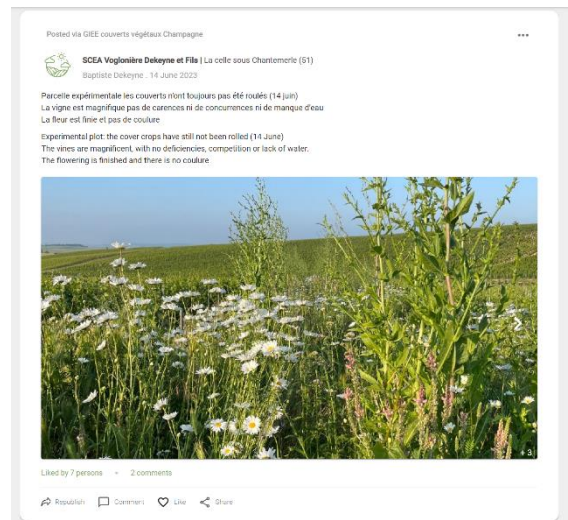 Posted via GIEE couverts végétaux Champagne
SCEA Voglonière Dekeyne et Fils | La celle sous Chantemerle (51)
Baptiste Dekeyne . 14 June 2023
Parcelle expérimentale les couverts n'ont toujours pas été roulés (14 juin)
La vigne est magnifique pas de carences ni de concurrences ni de manque d'eau
La fleur est finie et pas de coulure
Experimental plot: the cover crops have still not been rolled (14 June)
The vines are magnificent, with no deficiencies, competition or lack of water.
The flowering is finished and there is no coulure.
+ 3
Liked by 7 persons • 2 comments
Republish Comment Like Share